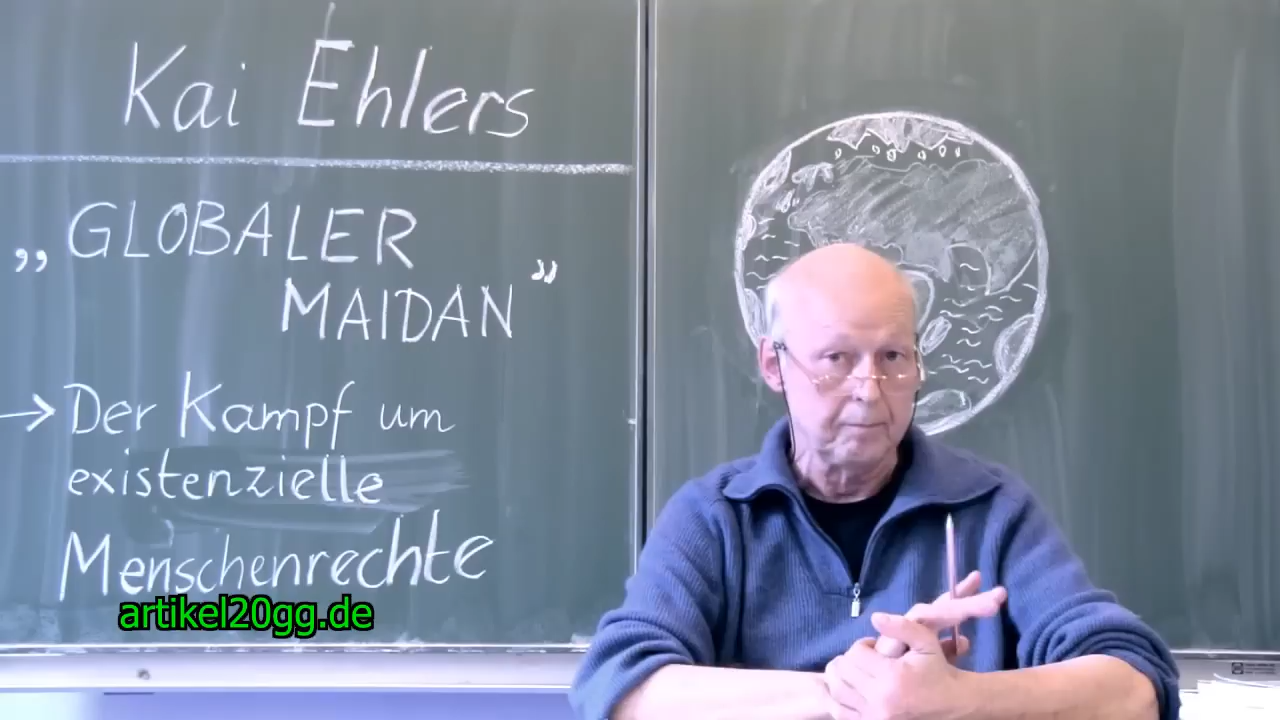 Kai Ehlers
„GLOBALER
MAIDAN”
→ Der Kampf um
existenzielle
Menschenrechte
artikel20gg.de